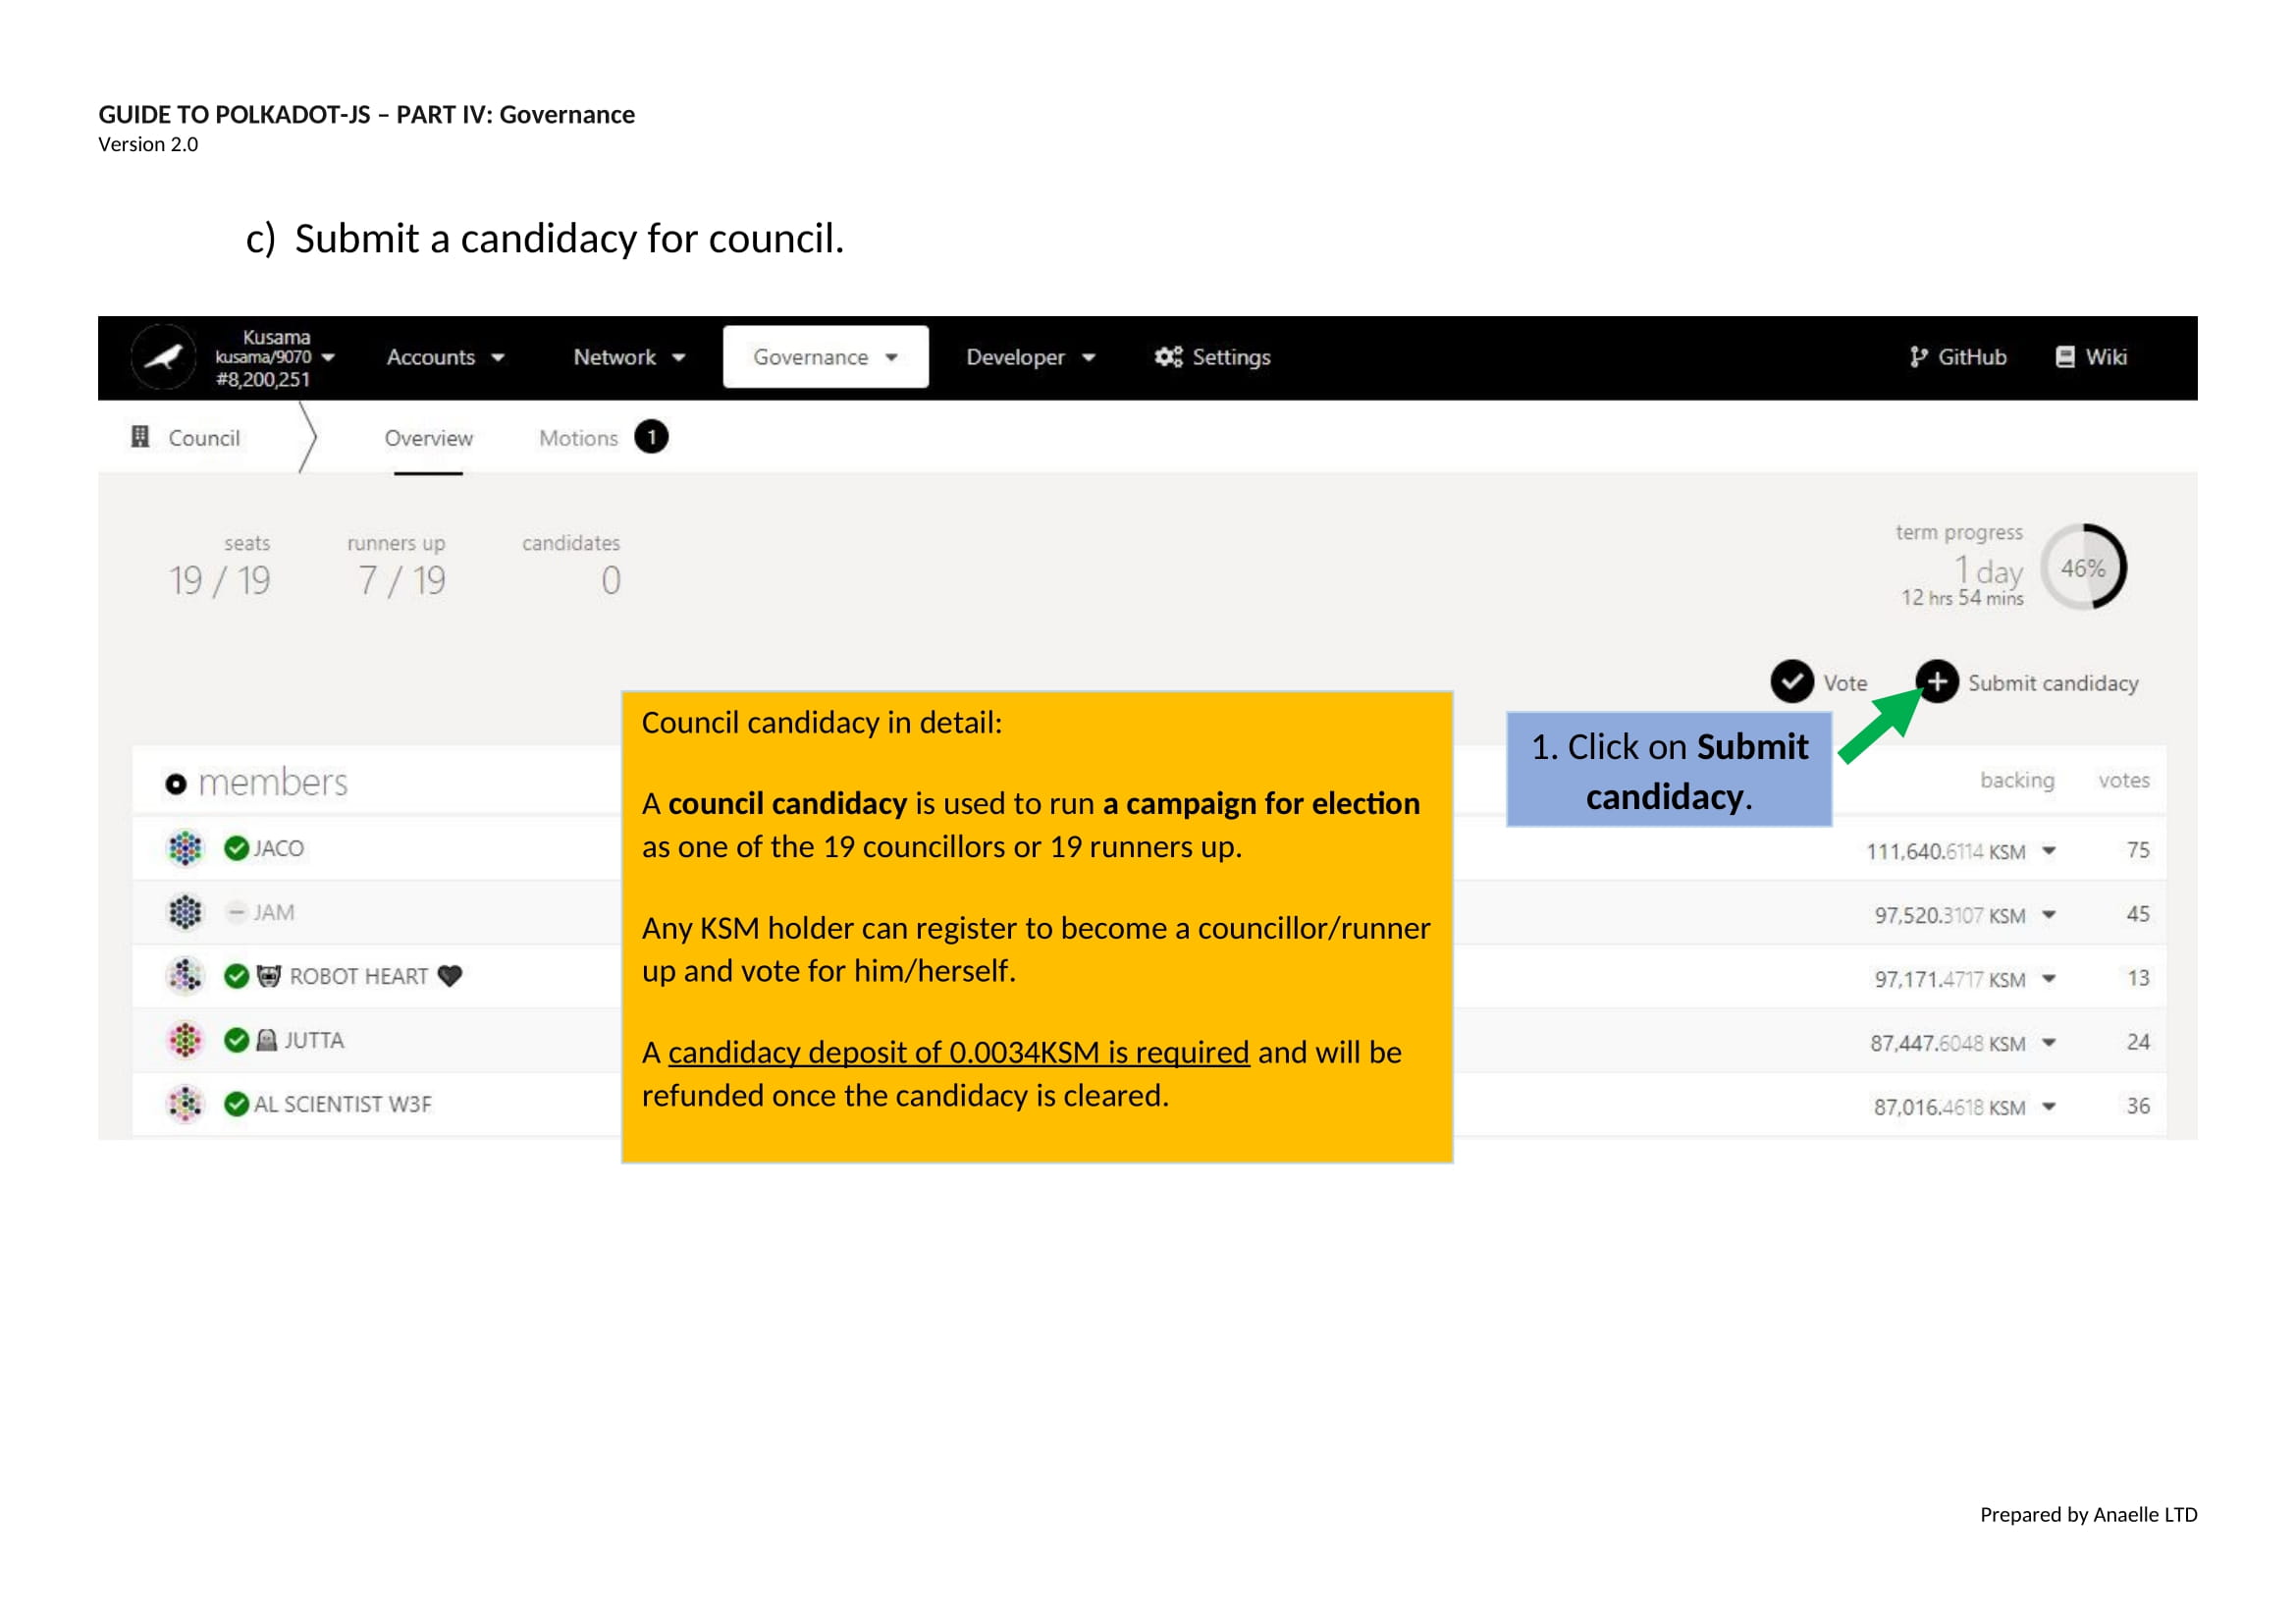 GUIDE TO POLKADOT-JS – PART IV: Governance
Version 2.0
c) Submit a candidacy for council.
Kusama
kusama/9070
#8,200,251
Accounts
Network
Governance
Developer
Settings
GitHub
Wiki
Council
Overview
Motions 1
seats
19 / 19
runners up
7 / 19
candidates
0
term progress
1 day
12 hrs 54 mins
46%
Vote
Submit candidacy
1. Click on Submit
candidacy.
Council candidacy in detail:
A council candidacy is used to run a campaign for election
as one of the 19 councillors or 19 runners up.
Any KSM holder can register to become a councillor/runner
up and vote for him/herself.
A candidacy deposit of 0.0034KSM is required and will be
refunded once the candidacy is cleared.
members backing votes
JACO 111,640.6114 KSM 75
JAM 97,520.3107 KSM 45
ROBOT HEART 97,171.4717 KSM 13
JUTTA 87,447.6048 KSM 24
AL SCIENTIST W3F 87,016.4618 KSM 36
Prepared by Anaelle LTD